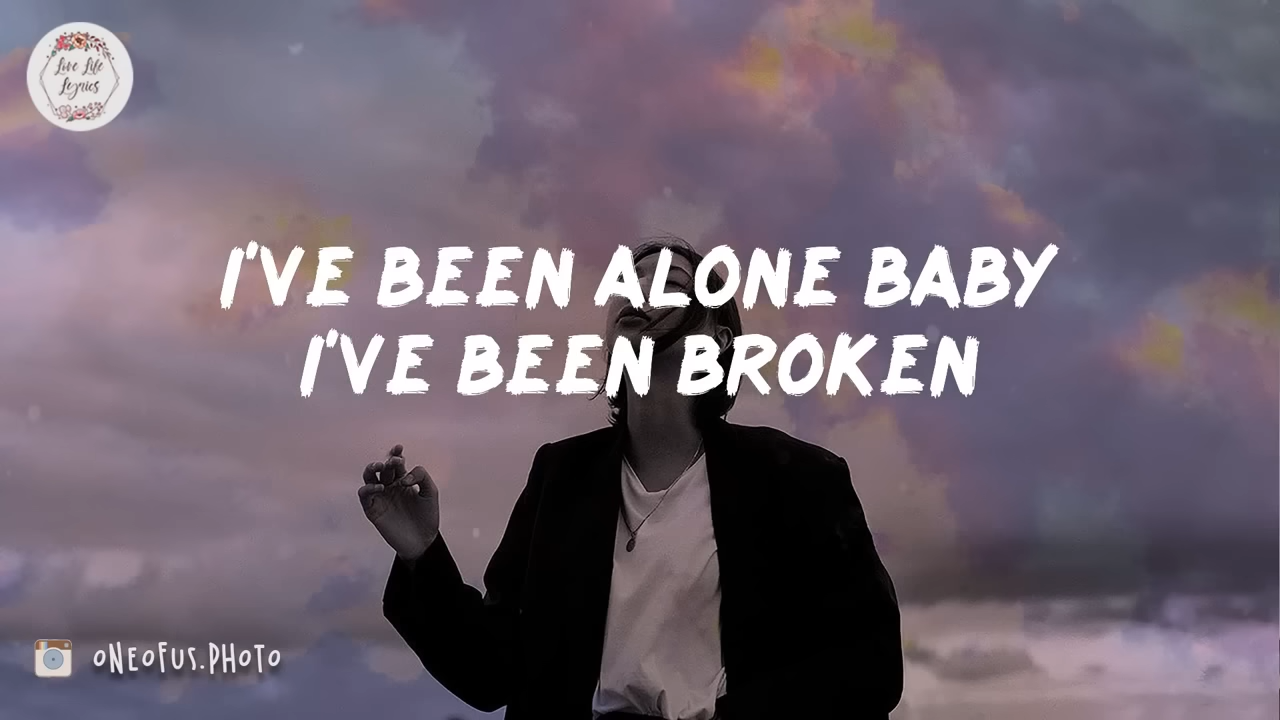 Love Life
Lyrics
I'VE BEEN ALONE BABY
I'VE BEEN BROKEN
ONEOFUS.PHOTO